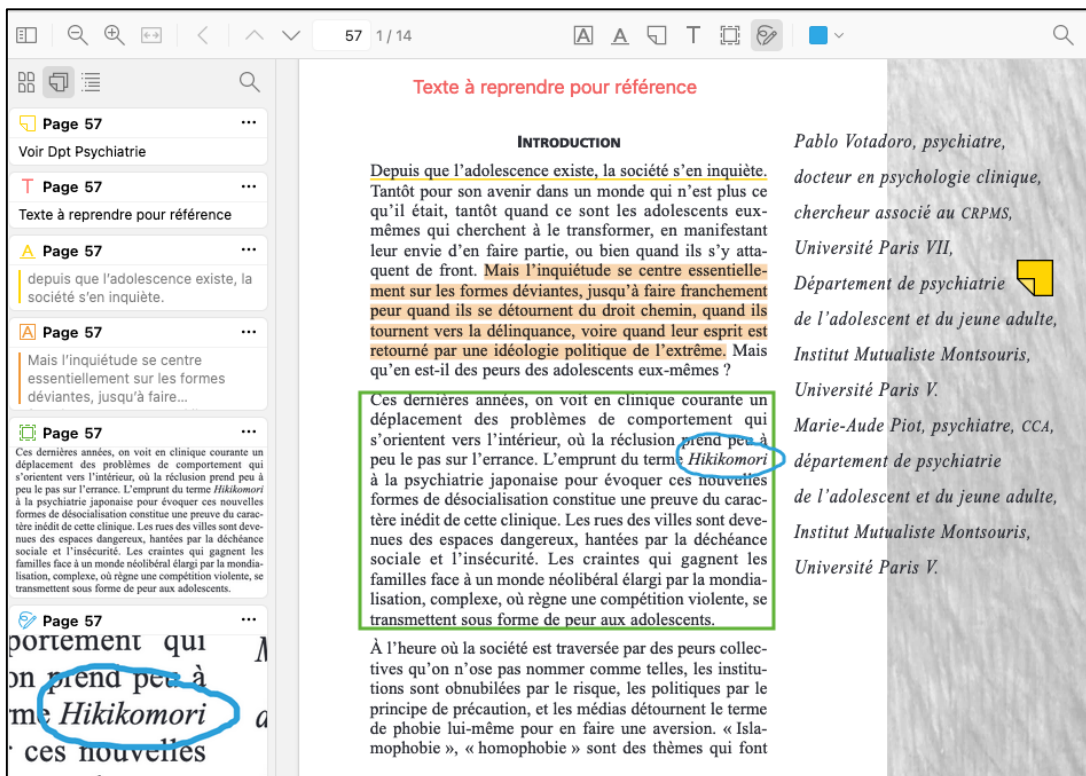 57 1 / 14
Page 57
Voir Dpt Psychiatrie
Page 57
Texte à reprendre pour référence
Page 57
depuis que l'adolescence existe, la
société s'en inquiète.
Page 57
Mais l'inquiétude se centre
essentiellement sur les formes
déviantes, jusqu'à faire...
Page 57
Ces dernières années, on voit en clinique courante un
déplacement des problèmes de comportement qui
s'orientent vers l'intérieur, où la réclusion prend peu à
peu le pas sur l'errance. L'emprunt du terme Hikikomori
à la psychiatrie japonaise pour évoquer ces nouvelles
formes de désocialisation constitue une preuve du carac-
tère inédit de cette clinique. Les rues des villes sont deve-
nues des espaces dangereux, hantées par la déchéance
sociale et l'insécurité. Les craintes qui gagnent les
familles face à un monde néolibéral élargi par la mondia-
lisation, complexe, où règne une compétition violente, se
transmettent sous forme de peur aux adolescents.
Page 57
portement qui
on prend peu à
me Hikikomori
ces nouvelles
Texte à reprendre pour référence
INTRODUCTION
Depuis que l'adolescence existe, la société s'en inquiète.
Tantôt pour son avenir dans un monde qui n'est plus ce
qu'il était, tantôt quand ce sont les adolescents eux-
mêmes qui cherchent à le transformer, en manifestant
leur envie d'en faire partie, ou bien quand ils s'y atta-
quent de front. Mais l'inquiétude se centre essentielle-
ment sur les formes déviantes, jusqu'à faire franchement
peur quand ils se détournent du droit chemin, quand ils
tournent vers la délinquance, voire quand leur esprit est
retourné par une idéologie politique de l'extrême. Mais
qu'en est-il des peurs des adolescents eux-mêmes ?
Ces dernières années, on voit en clinique courante un
déplacement des problèmes de comportement qui
s'orientent vers l'intérieur, où la réclusion prend peu à
peu le pas sur l'errance. L'emprunt du terme Hikikomori
à la psychiatrie japonaise pour évoquer ces nouvelles
formes de désocialisation constitue une preuve du carac-
tère inédit de cette clinique. Les rues des villes sont deve-
nues des espaces dangereux, hantées par la déchéance
sociale et l'insécurité. Les craintes qui gagnent les
familles face à un monde néolibéral élargi par la mondia-
lisation, complexe, où règne une compétition violente, se
transmettent sous forme de peur aux adolescents.
À l'heure où la société est traversée par des peurs collec-
tives qu'on n'ose pas nommer comme telles, les institu-
tions sont obnubilées par le risque, les politiques par le
principe de précaution, et les médias détournent le terme
de phobie lui-même pour en faire une aversion. « Isla-
mophobie », « homophobie » sont des thèmes qui font
Pablo Votadoro, psychiatre,
docteur en psychologie clinique,
chercheur associé au CRPMS,
Université Paris VII,
Département de psychiatrie
de l'adolescent et du jeune adulte,
Institut Mutualiste Montsouris,
Université Paris V.
Marie-Aude Piot, psychiatre, CCA,
département de psychiatrie
de l'adolescent et du jeune adulte,
Institut Mutualiste Montsouris,
Université Paris V.